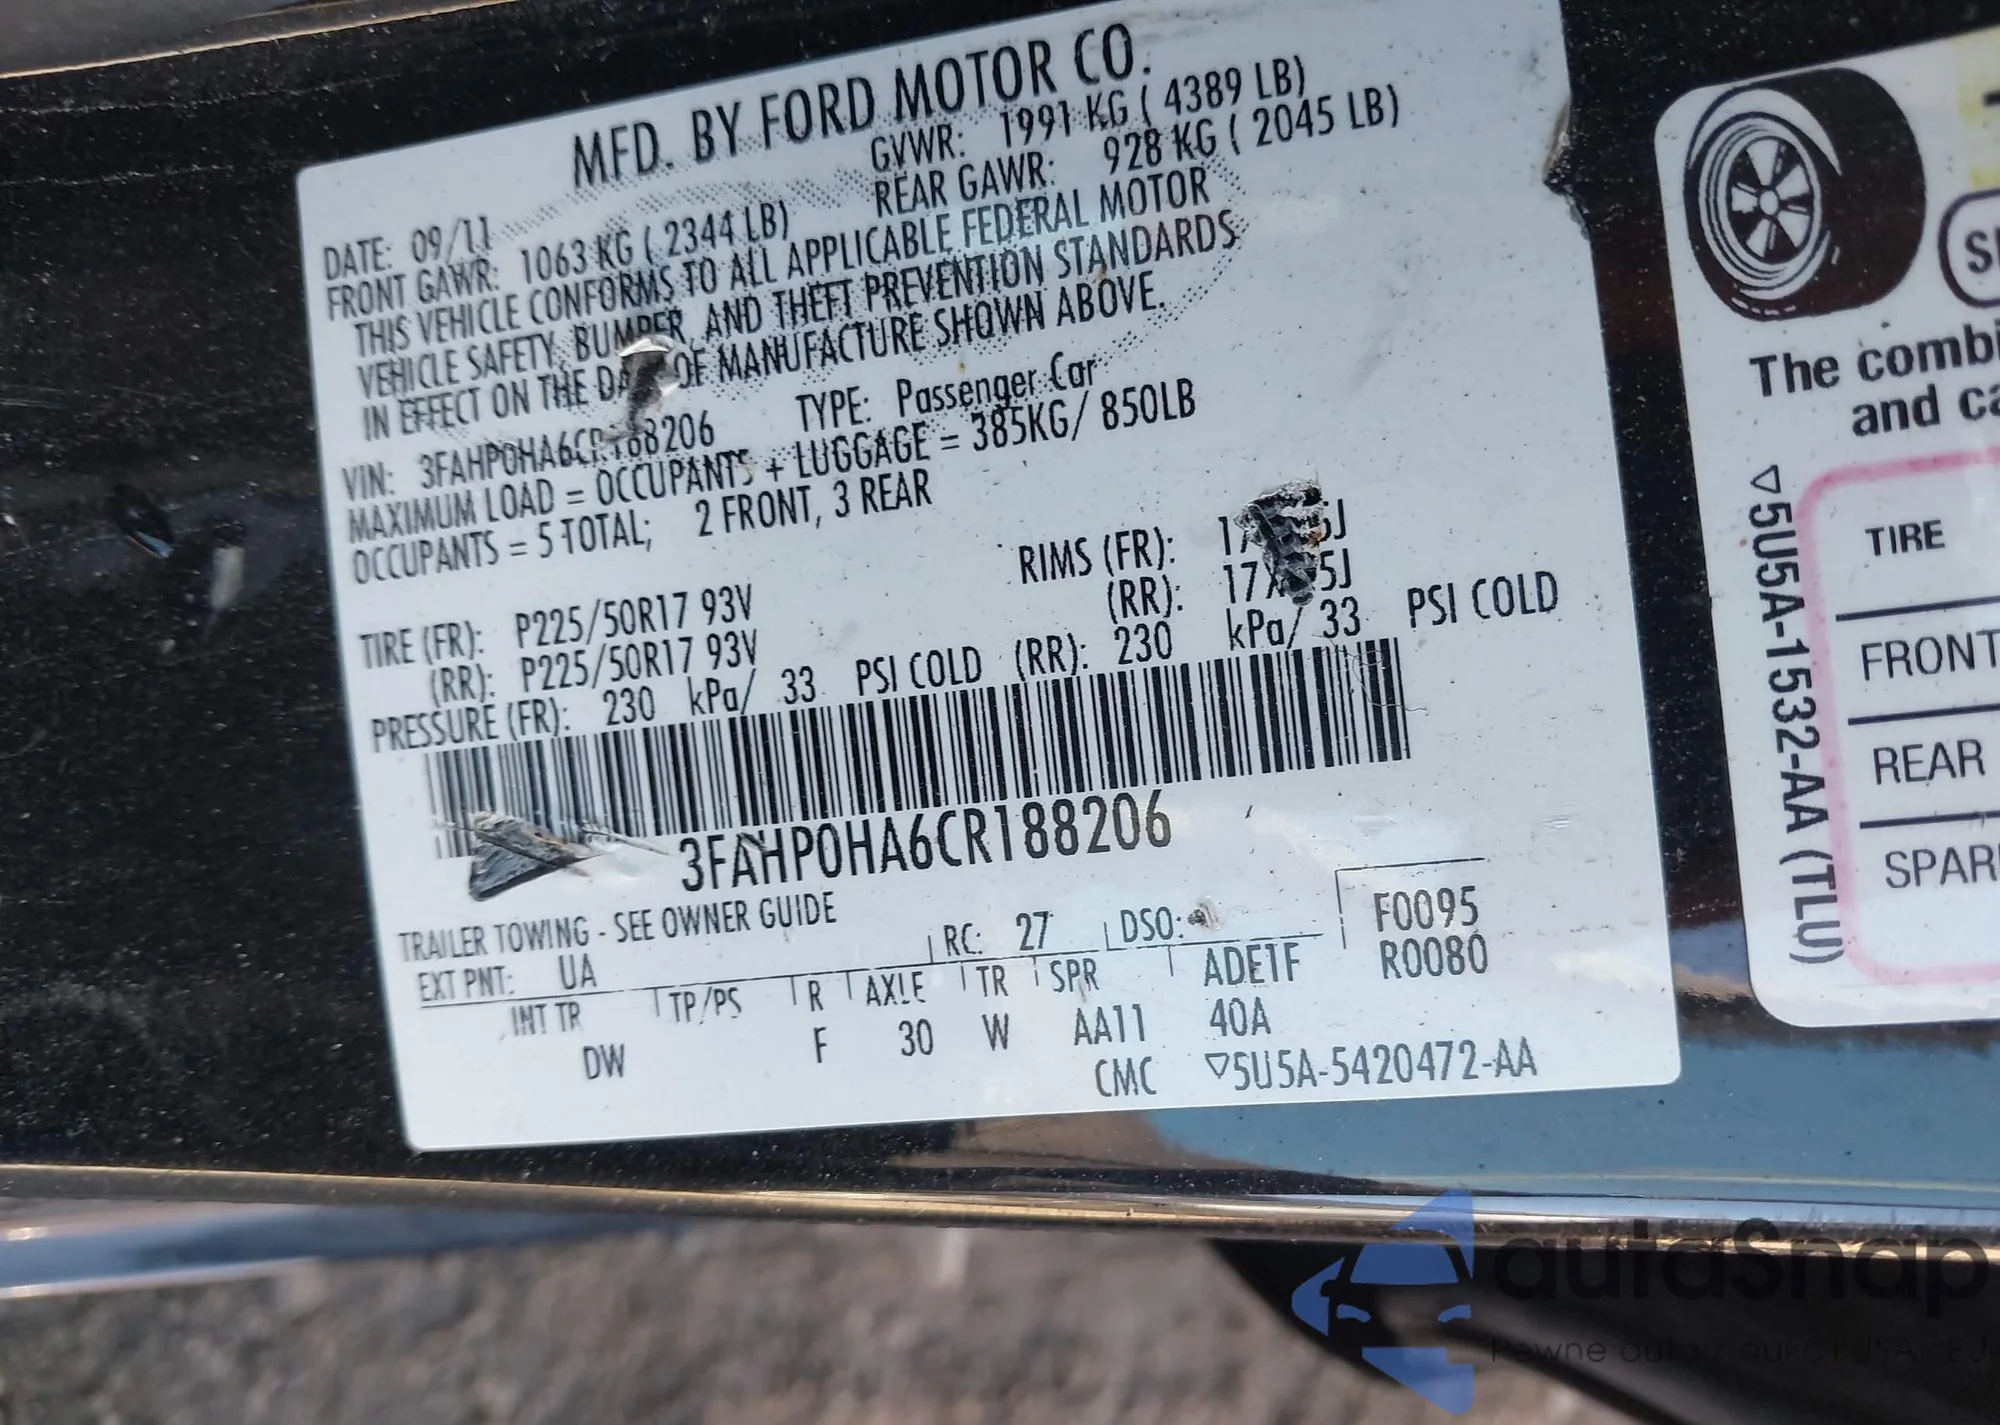 MFD. BY FORD MOTOR CO.
DATE: 09/11 GVWR: 1991 KG ( 4389 LB)
FRONT GAWR: 1063 KG ( 2344 LB) REAR GAWR: 928 KG ( 2045 LB)
THIS VEHICLE CONFORMS TO ALL APPLICABLE FEDERAL MOTOR
VEHICLE SAFETY, BUMPER, AND THEFT PREVENTION STANDARDS
IN EFFECT ON THE OF MANUFACTURE SHOWN ABOVE.
VIN: 3FAHP0HA6CR188206 TYPE: Passenger Car
MAXIMUM LOAD = OCCUPANTS + LUGGAGE = 385KG/ 850LB
OCCUPANTS = 5 TOTAL; 2 FRONT, 3 REAR
TIRE (FR): P225/50R17 93V RIMS (FR):
(RR): P225/50R17 93V (RR):
PRESSURE (FR): 230 kPa/ 33 PSI COLD (RR): 230 kPa/ 33 PSI COLD
3FAHP0HA6CR188206
TRAILER TOWING - SEE OWNER GUIDE
EXT PNT: UA RC: 27 DSO: F0095
INT TR TP/PS R AXLE TR SPR ADE1F R0080
DW F 30 W AA11 40A
CMC ▽5U5A-5420472-AA
The combi
and ca
▽5U5A-1532-AA (TLU)
TIRE
FRONT
REAR
SPAR
autoSnap